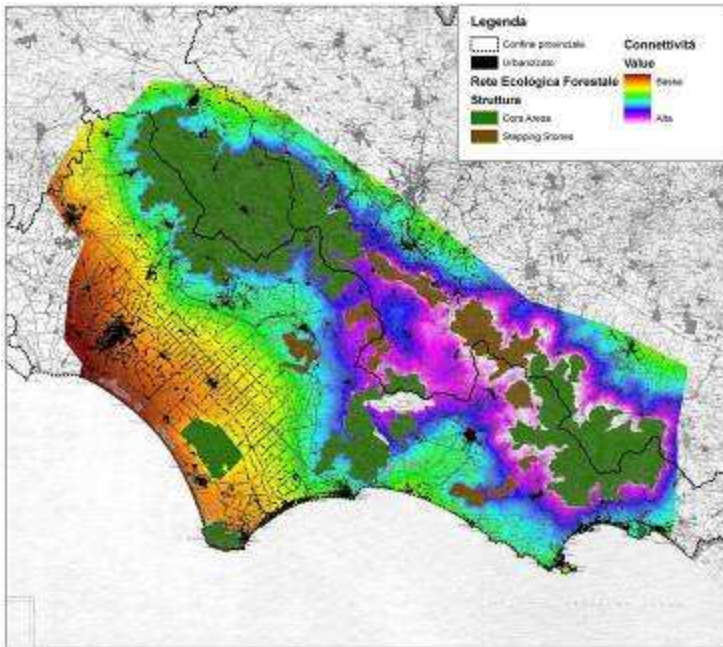 Legenda
Confine provinciale
Urbanizzato
Rete Ecologica Forestale
Struttura
Core Areas
Stepping Stones
Connettività
Value
Bassa
Alta